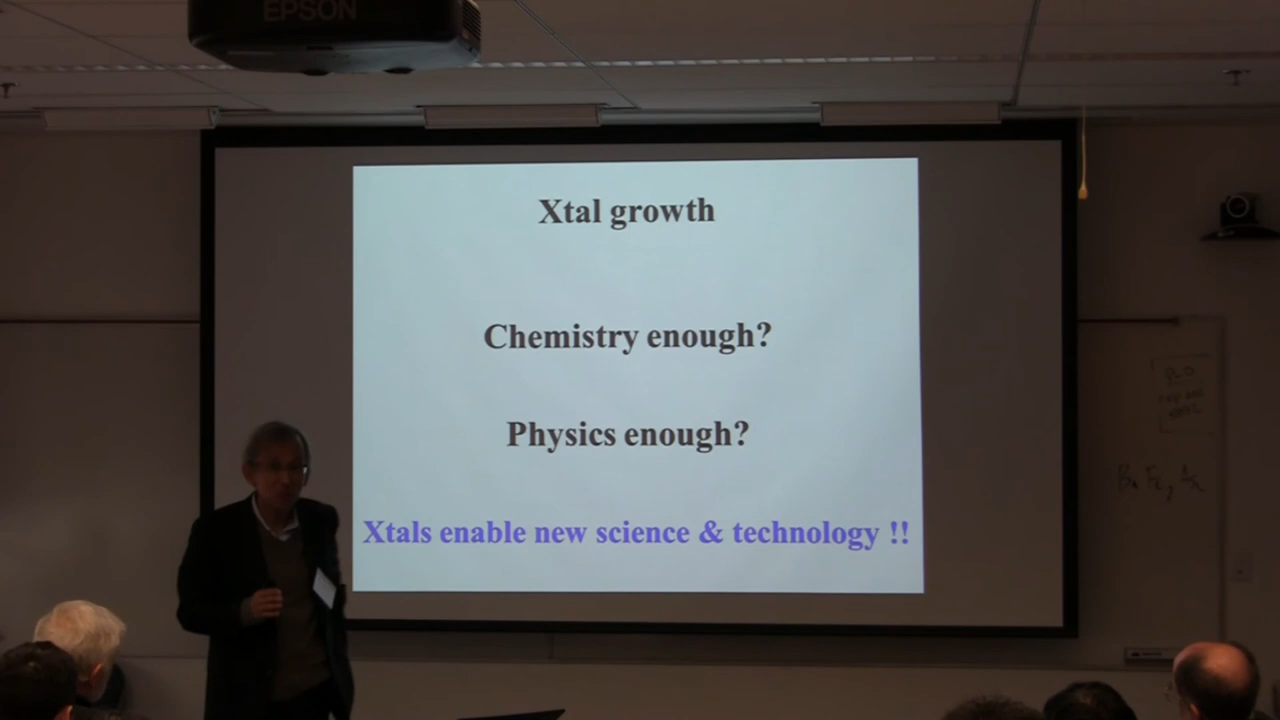 EPSON
Xtal growth
Chemistry enough?
Physics enough?
Xtals enable new science & technology !!